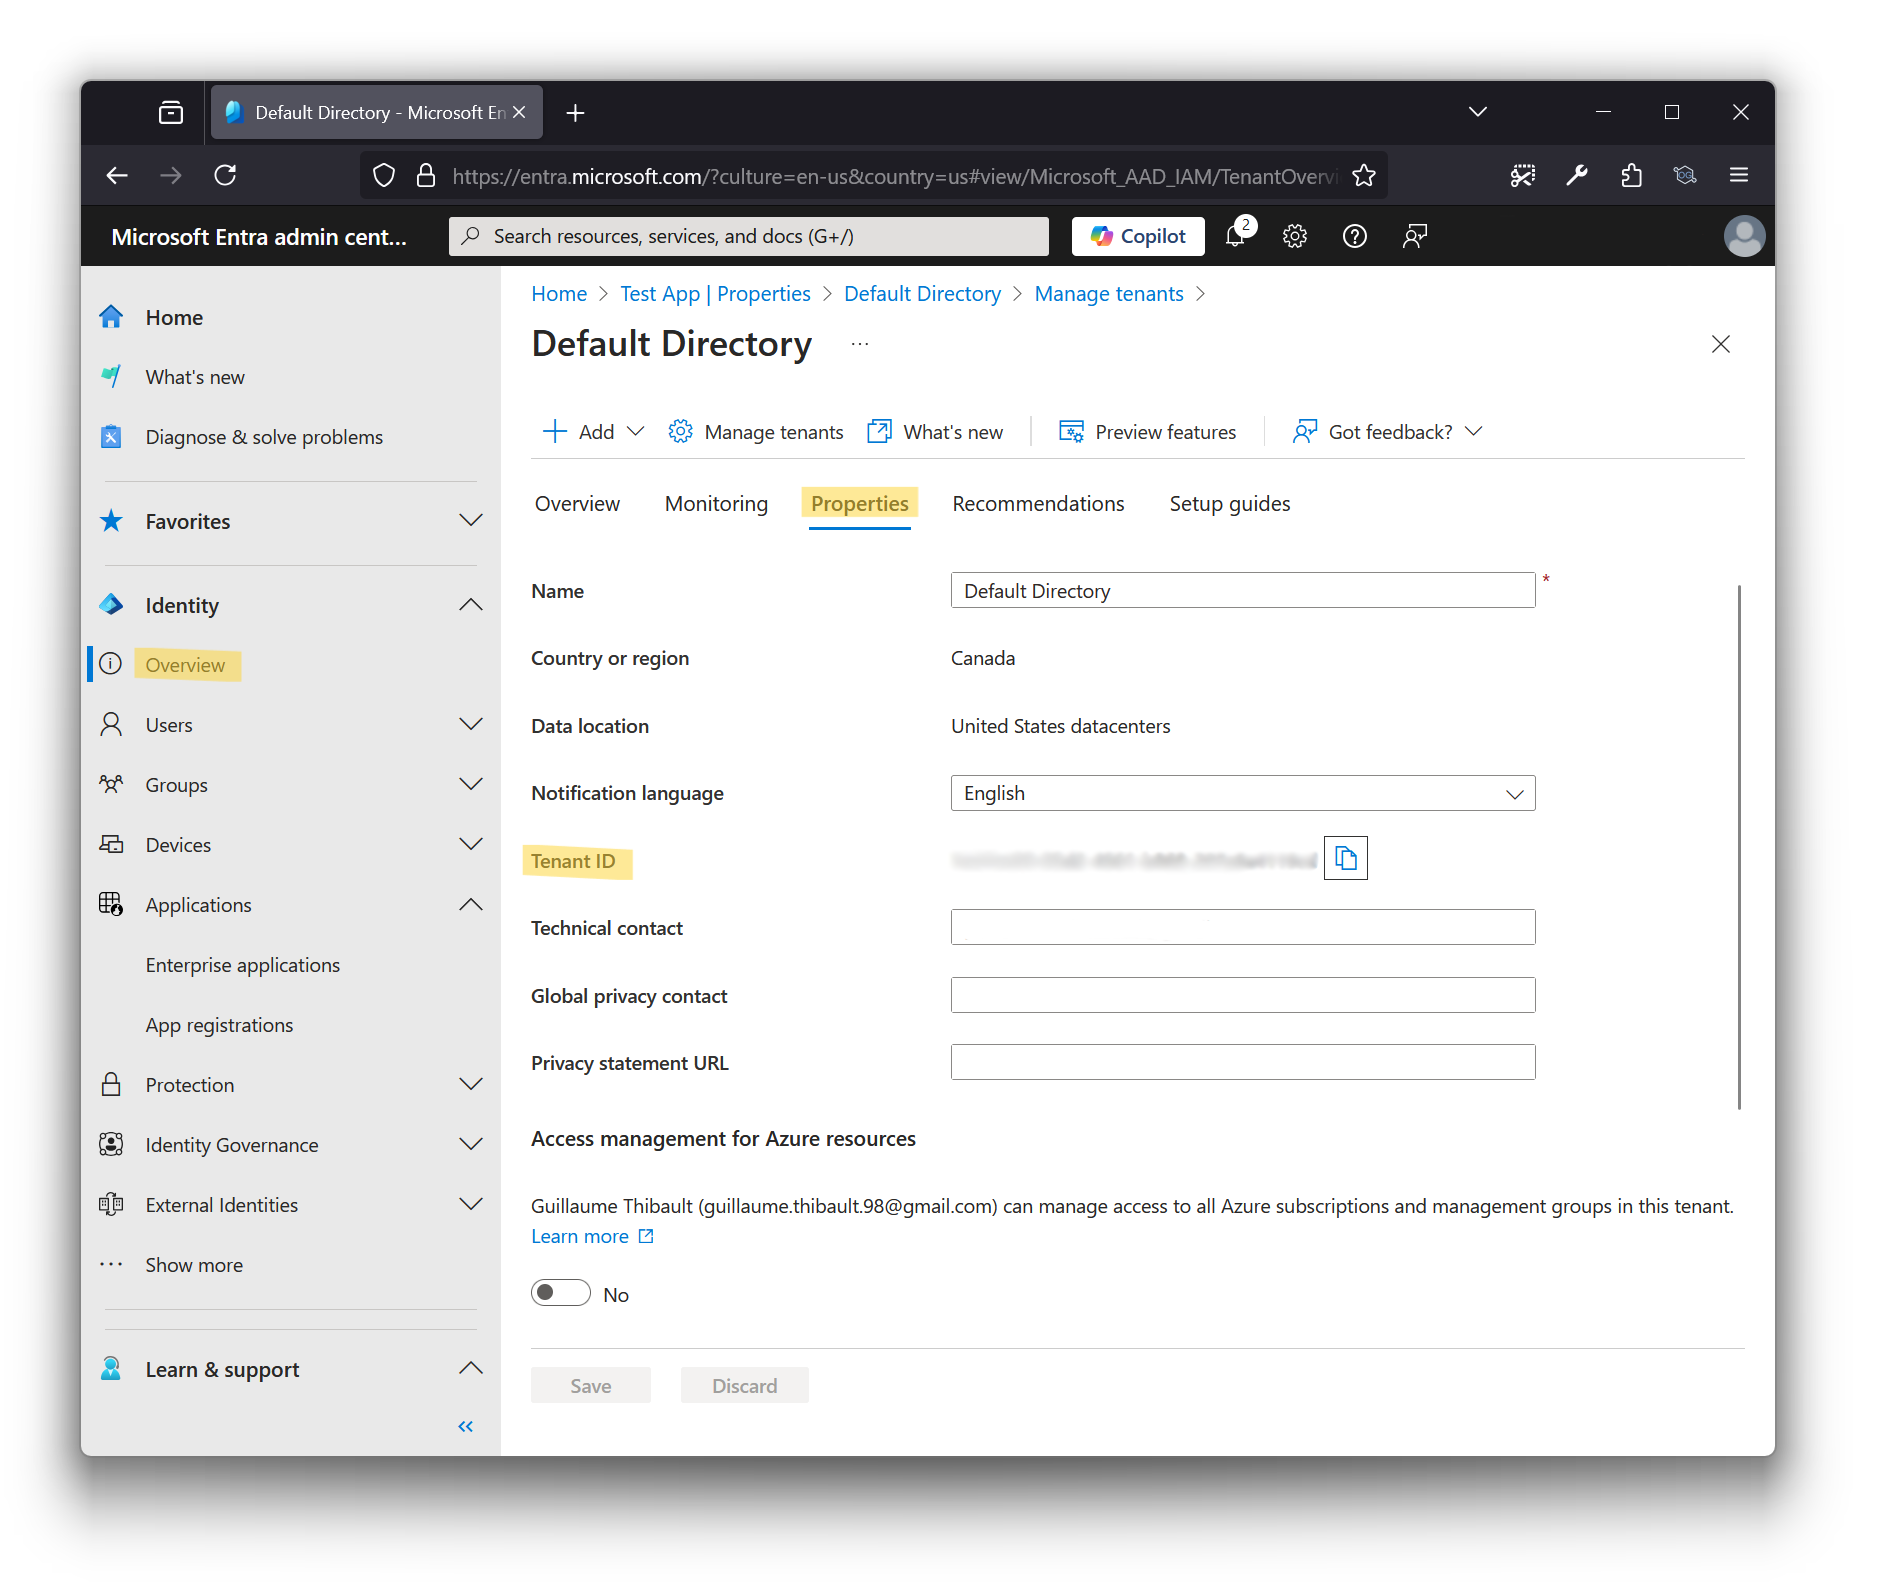 Default Directory - Microsoft En
https://entra.microsoft.com/?culture=en-us&country=us#view/Microsoft_AAD_IAM/TenantOvervi
Microsoft Entra admin cent...
Search resources, services, and docs (G+/)
Copilot
2
Home
What's new
Diagnose & solve problems
Favorites
Identity
Overview
Users
Groups
Devices
Applications
Enterprise applications
App registrations
Protection
Identity Governance
External Identities
Show more
Learn & support
Home > Test App | Properties > Default Directory > Manage tenants >
Default Directory ...
Add Manage tenants What's new Preview features Got feedback?
Overview Monitoring Properties Recommendations Setup guides
Name Default Directory *
Country or region Canada
Data location United States datacenters
Notification language English
Tenant ID
Technical contact
Global privacy contact
Privacy statement URL
Access management for Azure resources
Guillaume Thibault (guillaume.thibault.98@gmail.com) can manage access to all Azure subscriptions and management groups in this tenant.
Learn more
No
Save Discard